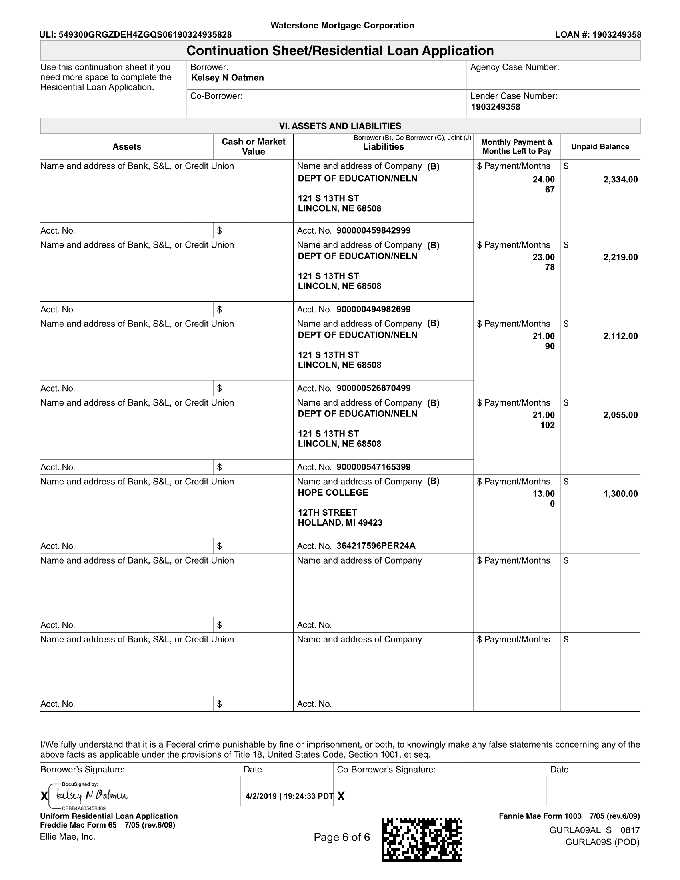 Waterstone Mortgage Corporation
ULI: 549300GRGZDEH4ZGQS06190324935828 LOAN #: 1903249358
Continuation Sheet/Residential Loan Application
Use this continuation sheet if you need more space to complete the Residential Loan Application.
Borrower:
Kelsey N Oatmen
Agency Case Number:
Co-Borrower:
Lender Case Number:
1903249358
VI. ASSETS AND LIABILITIES
Assets
Cash or Market Value
Borrower (B), Co-Borrower (C), Joint (J)
Liabilities
Monthly Payment & Months Left to Pay
Unpaid Balance
Name and address of Bank, S&L, or Credit Union Name and address of Company (B) $ Payment/Months $
DEPT OF EDUCATION/NELN 24.00 2,334.00
67
121 S 13TH ST
LINCOLN, NE 68508
Acct. No. $ Acct. No. 900000459842999
Name and address of Bank, S&L, or Credit Union Name and address of Company (B) $ Payment/Months $
DEPT OF EDUCATION/NELN 23.00 2,219.00
78
121 S 13TH ST
LINCOLN, NE 68508
Acct. No. $ Acct. No. 900000494982699
Name and address of Bank, S&L, or Credit Union Name and address of Company (B) $ Payment/Months $
DEPT OF EDUCATION/NELN 21.00 2,112.00
90
121 S 13TH ST
LINCOLN, NE 68508
Acct. No. $ Acct. No. 900000526870499
Name and address of Bank, S&L, or Credit Union Name and address of Company (B) $ Payment/Months $
DEPT OF EDUCATION/NELN 21.00 2,055.00
102
121 S 13TH ST
LINCOLN, NE 68508
Acct. No. $ Acct. No. 900000547165399
Name and address of Bank, S&L, or Credit Union Name and address of Company (B) $ Payment/Months $
HOPE COLLEGE 13.00 1,300.00
0
12TH STREET
HOLLAND, MI 49423
Acct. No. $ Acct. No. 364217596PER24A
Name and address of Bank, S&L, or Credit Union Name and address of Company $ Payment/Months $
Acct. No. $ Acct. No.
Name and address of Bank, S&L, or Credit Union Name and address of Company $ Payment/Months $
Acct. No. $ Acct. No.
I/We fully understand that it is a Federal crime punishable by fine or imprisonment, or both, to knowingly make any false statements concerning any of the
above facts as applicable under the provisions of Title 18, United States Code, Section 1001, et seq.
Borrower's Signature: Date Co-Borrower's Signature: Date
DocuSigned by:
X Kelsey N Oatmen 4/2/2019 | 19:24:33 PDT X
Uniform Residential Loan Application Fannie Mae Form 1003 7/05 (rev.6/09)
Freddie Mac Form 65 7/05 (rev.6/09)
Ellie Mae, Inc. Page 6 of 6 GURLA09AL_S 0617
GURLA09S (POD)